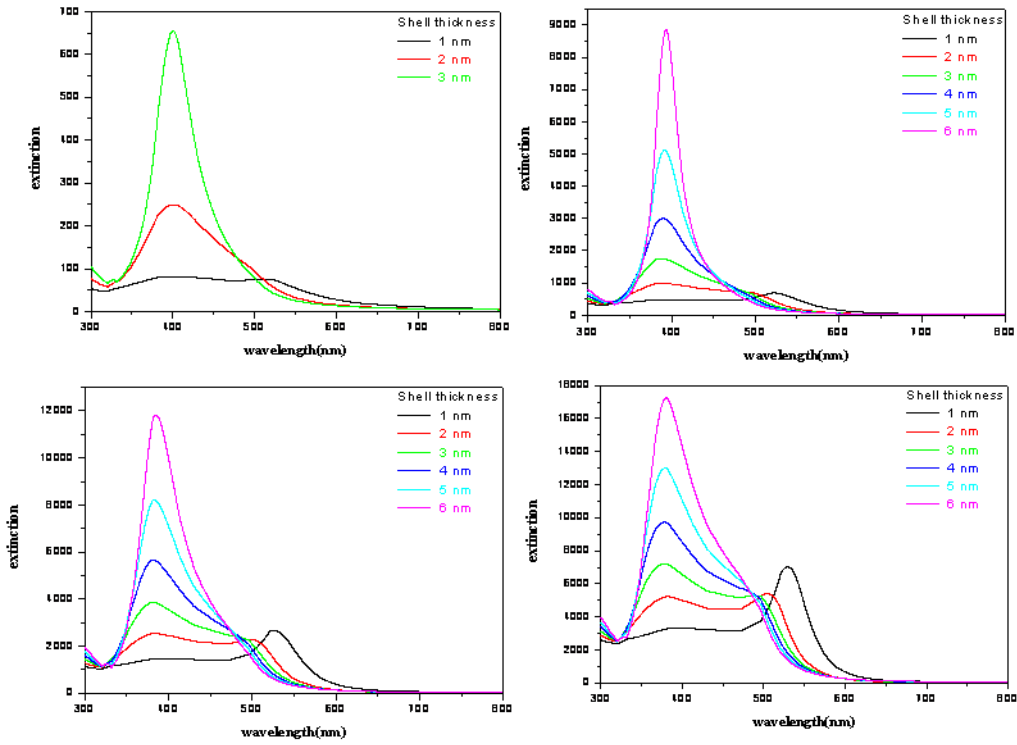 700
600
500
400
300
200
100
0
extinction
300 400 500 600 700 800
wavelength(nm)
Shell thickness
1 nm
2 nm
3 nm
9000
8000
7000
6000
5000
4000
3000
2000
1000
0
extinction
300 400 500 600 700 800
wavelength(nm)
Shell thickness
1 nm
2 nm
3 nm
4 nm
5 nm
6 nm
12000
10000
8000
6000
4000
2000
0
extinction
300 400 500 600 700 800
wavelength(nm)
Shell thickness
1 nm
2 nm
3 nm
4 nm
5 nm
6 nm
18000
16000
14000
12000
10000
8000
6000
4000
2000
0
extinction
300 400 500 600 700 800
wavelength(nm)
Shell thickness
1 nm
2 nm
3 nm
4 nm
5 nm
6 nm